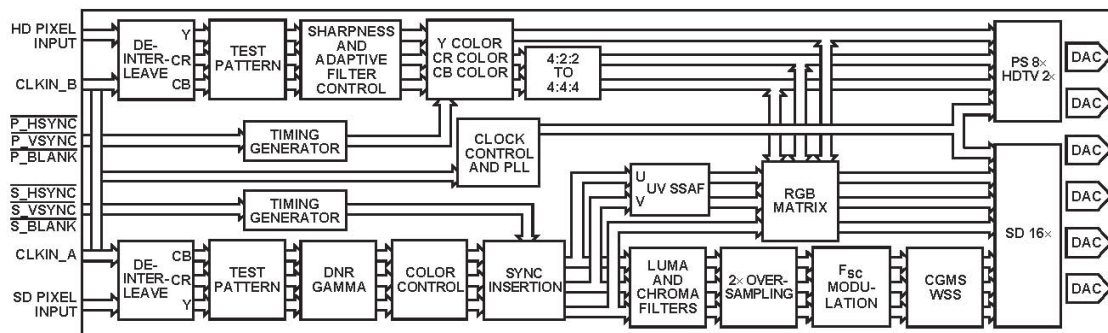 HD PIXEL
INPUT
CLKIN_B
P_HSYNC
P_VSYNC
P_BLANK
S_HSYNC
S_VSYNC
S_BLANK
CLKIN_A
SD PIXEL
INPUT
DE-
INTER-
LEAVE
Y
CR
CB
TEST
PATTERN
SHARPNESS
AND
ADAPTIVE
FILTER
CONTROL
Y COLOR
CR COLOR
CB COLOR
4:2:2
TO
4:4:4
PS 8×
HDTV 2×
TIMING
GENERATOR
CLOCK
CONTROL
AND PLL
TIMING
GENERATOR
U
V
UV SSAF
RGB
MATRIX
SD 16×
DE-
INTER-
LEAVE
CB
CR
Y
TEST
PATTERN
DNR
GAMMA
COLOR
CONTROL
SYNC
INSERTION
LUMA
AND
CHROMA
FILTERS
2× OVER-
SAMPLING
FSC
MODU-
LATION
CGMS
WSS
DAC
DAC
DAC
DAC
DAC
DAC